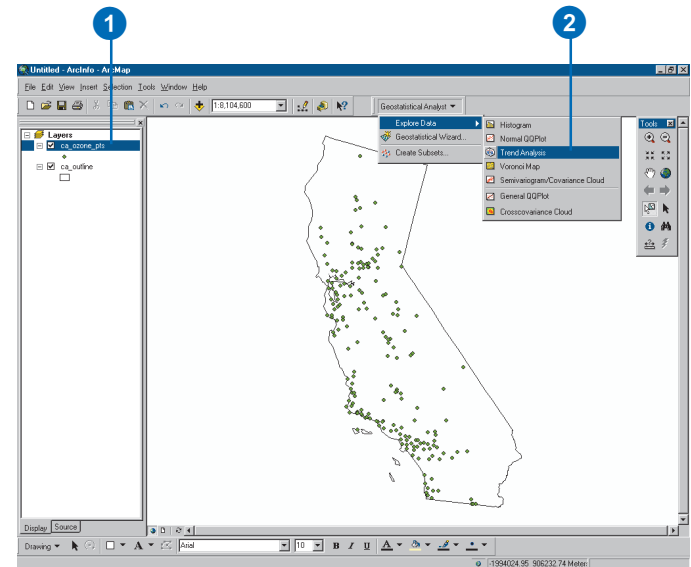 1
2
Untitled - ArcInfo - ArcMap
File Edit View Insert Selection Tools Window Help
1:8,104,600
Geostatistical Analyst
Layers
ca_ozone_pts
ca_outline
Explore Data
Geostatistical Wizard...
Create Subsets...
Histogram
Normal QQPlot
Trend Analysis
Voronoi Map
Semivariogram/Covariance Cloud
General QQPlot
Crosscovariance Cloud
Tools
Display Source
Drawing
A
Arial
10
B I U A
-1994024.95 906232.74 Meters